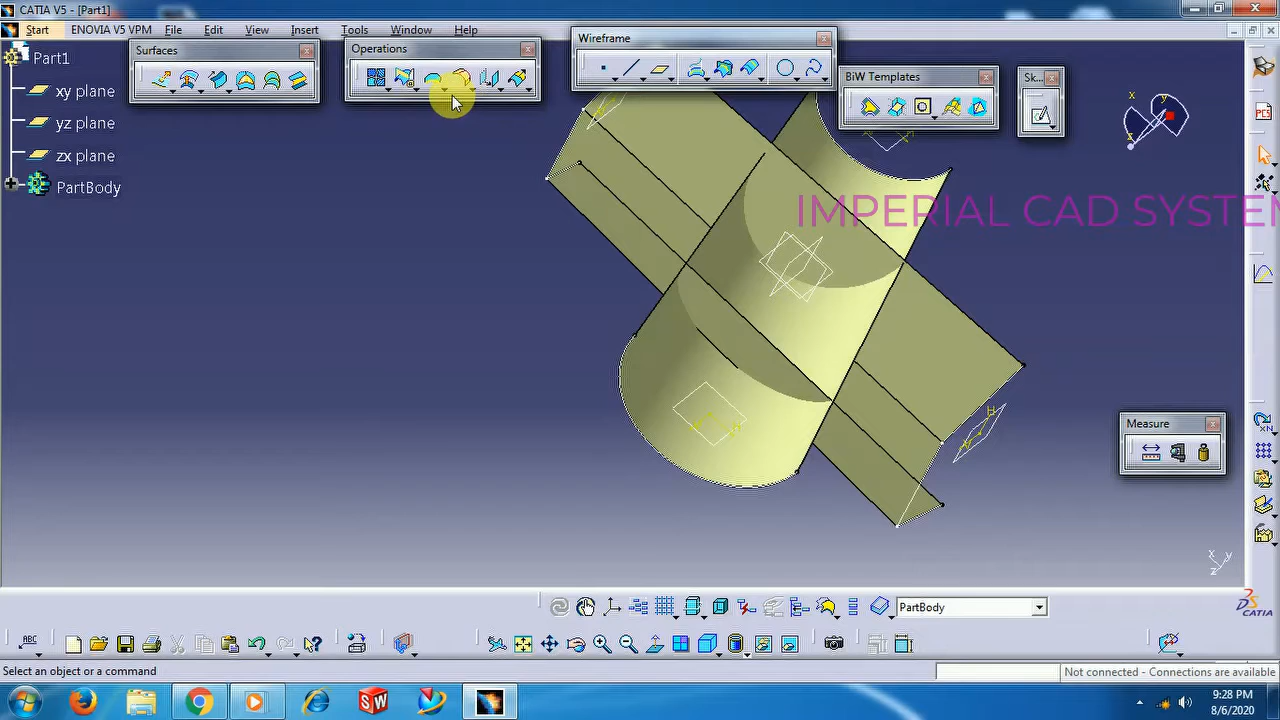 CATIA V5 - [Part1]
Start ENOVIA V5 VPM File Edit View Insert Tools Window Help
Surfaces
Operations
Wireframe
BiW Templates
Sk...
Part1
xy plane
yz plane
zx plane
PartBody
IMPERIAL CAD SYSTEM
Measure
PartBody
ABC
CATIA
Select an object or a command
Not connected - Connections are available
9:28 PM
8/6/2020